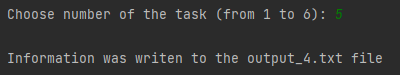 Choose number of the task (from 1 to 6): 5
Information was writen to the output_4.txt file